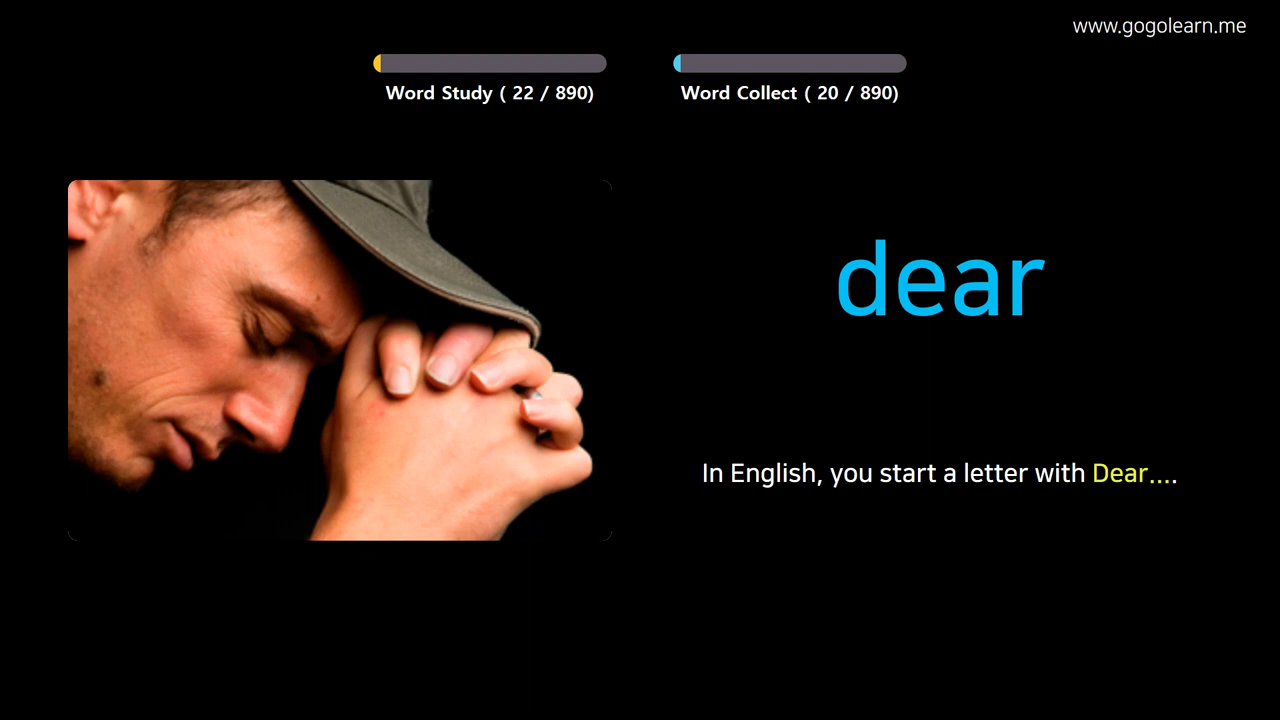 www.gogolearn.me
Word Study ( 22 / 890)
Word Collect ( 20 / 890)
dear
In English, you start a letter with Dear....